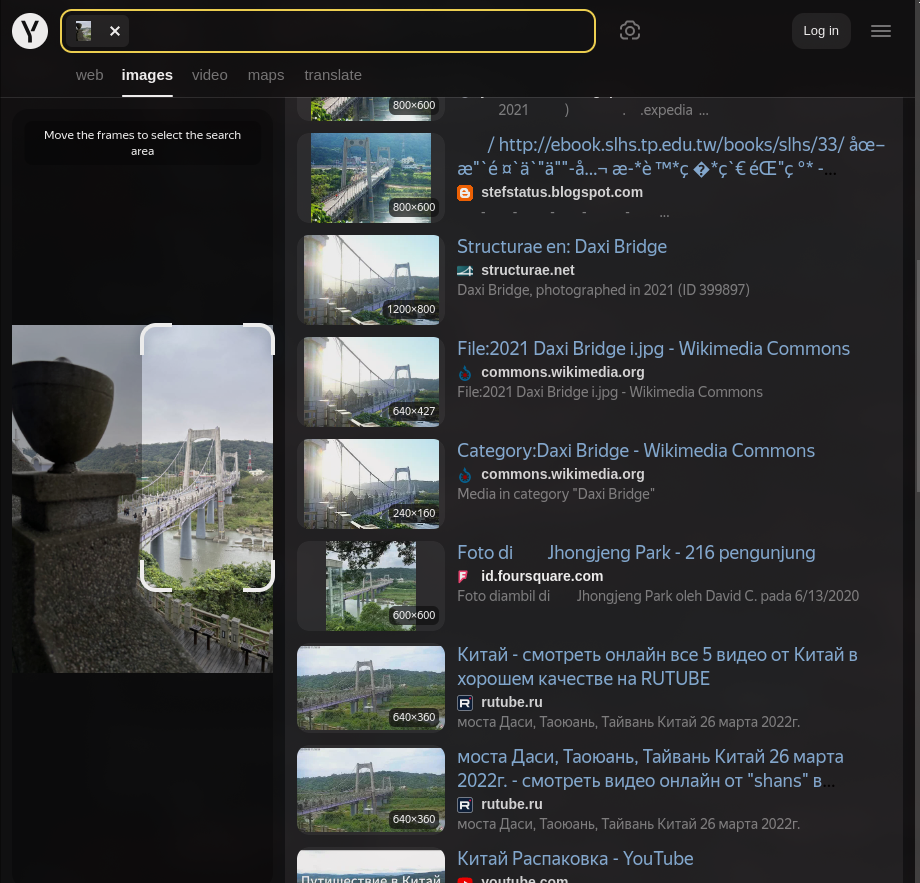 Y
Log in
web images video maps translate
Move the frames to select the search
area
800×600
2021 ) . .expedia ...
/ http://ebook.slhs.tp.edu.tw/books/slhs/33/ åœ–
800×600
stefstatus.blogspot.com
- - - - - ...
Structurae en: Daxi Bridge
structurae.net
1200×800
Daxi Bridge, photographed in 2021 (ID 399897)
File:2021 Daxi Bridge i.jpg - Wikimedia Commons
commons.wikimedia.org
640×427
File:2021 Daxi Bridge i.jpg - Wikimedia Commons
Category:Daxi Bridge - Wikimedia Commons
commons.wikimedia.org
240×160
Media in category "Daxi Bridge"
Foto di Jhongjeng Park - 216 pengunjung
id.foursquare.com
600×600
Foto diambil di Jhongjeng Park oleh David C. pada 6/13/2020
Китай - смотреть онлайн все 5 видео от Китай в
хорошем качестве на RUTUBE
rutube.ru
640×360
моста Даси, Таоюань, Тайвань Китай 26 марта 2022г.
моста Даси, Таоюань, Тайвань Китай 26 марта
2022г. - смотреть видео онлайн от "shans" в...
rutube.ru
640×360
моста Даси, Таоюань, Тайвань Китай 26 марта 2022г.
Китай Распаковка - YouTube
youtube.com
Путишествие в Китай